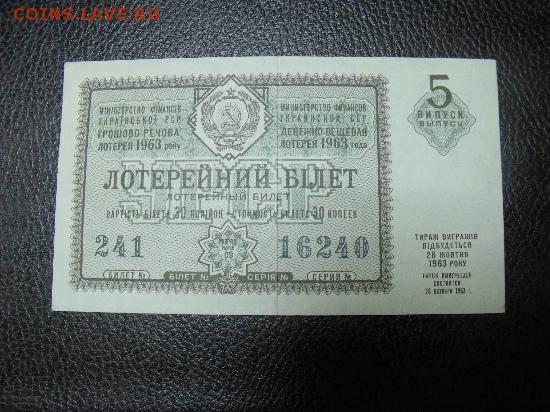 COINS.LAVE.RU
МІНІСТЕРСТВО ФІНАНСІВ
УКРАЇНСЬКОЇ РСР
ГРОШОВО-РЕЧОВА
ЛОТЕРЕЯ 1963 року
МИНИСТЕРСТВО ФИНАНСОВ
УКРАИНСКОЙ ССР
ДЕНЕЖНО-ВЕЩЕВАЯ
ЛОТЕРЕЯ 1963 года
ЛОТЕРЕЙНИЙ БІЛЕТ
ЛОТЕРЕЙНЫЙ БИЛЕТ
ВАРТІСТЬ БІЛЕТА 30 КОПІЙОК • СТОИМОСТЬ БИЛЕТА 30 КОПЕЕК
241
РОЗРЯД
РАЗРЯД
09
16240
БИЛЕТ №
БІЛЕТ №
СЕРІЯ №
СЕРИЯ №
5
ВИПУСК
ВЫПУСК
ТИРАЖ ВИГРАШІВ
ВІДБУДЕТЬСЯ
28 ЖОВТНЯ
1963 РОКУ
ТИРАЖ ВЫИГРЫШЕЙ
СОСТОИТСЯ
28 ОКТЯБРЯ 1963 г.